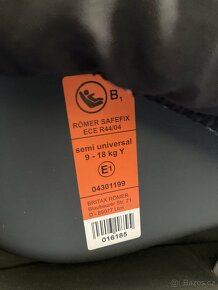 B1
RÖMER SAFEFIX
ECE R44/04
semi universal
9 - 18 kg Y
E1
04301199
BRITAX RÖMER
Blaubeurer Str. 71
D - 89077 Ulm
016185
Bazoš.cz